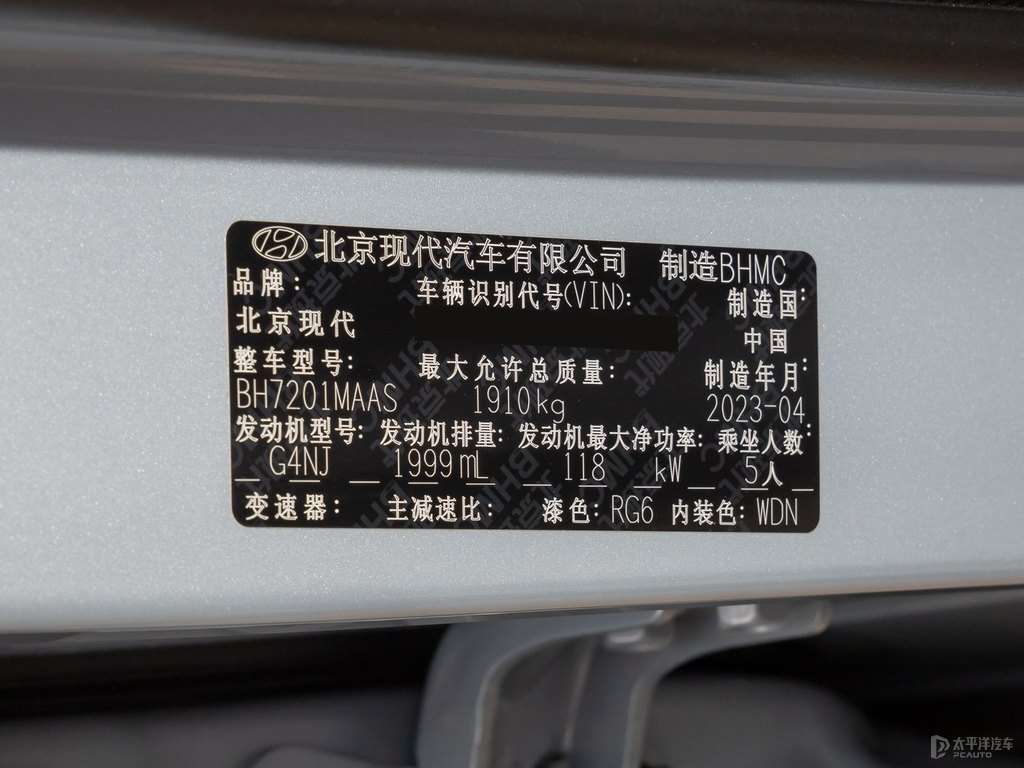 北京现代汽车有限公司 制造BHMC
品牌: 车辆识别代号(VIN): 制造国:
北京现代 中国
整车型号: 最大允许总质量: 制造年月:
BH7201MAAS 1910kg 2023-04
发动机型号: 发动机排量: 发动机最大净功率: 乘坐人数:
G4NJ 1999mL 118 kW 5人
变速器: 主减速比: 漆色: RG6 内装色: WDN
太平洋汽车
PCAUTO